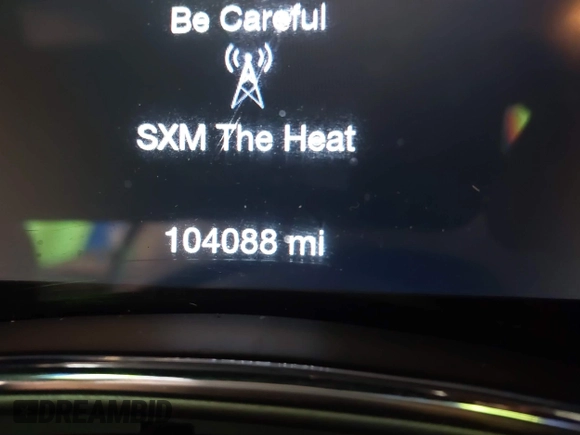 Be Careful
SXM The Heat
104088 mi
DREAMBID